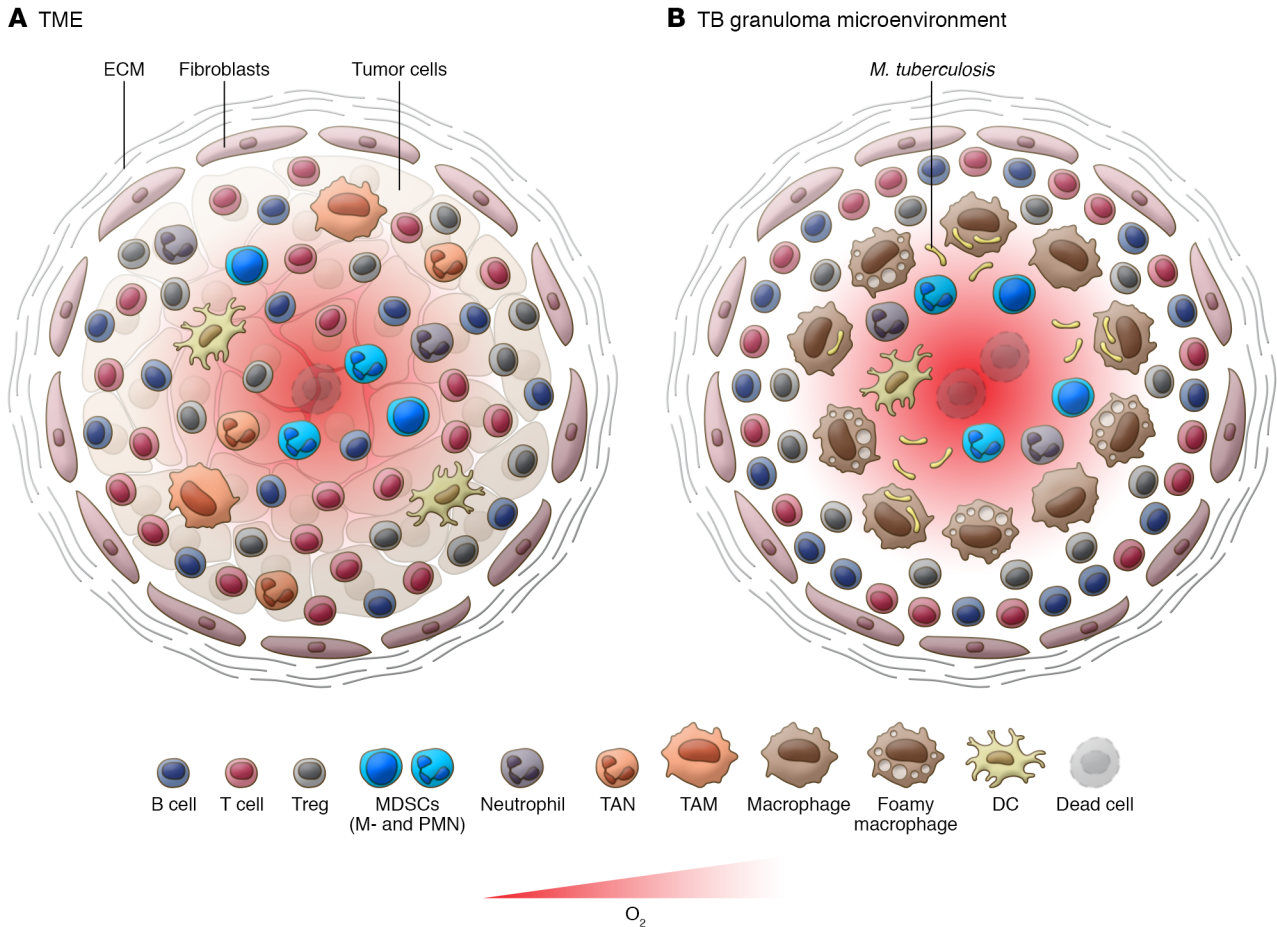 A TME
B TB granuloma microenvironment
ECM
Fibroblasts
Tumor cells
M. tuberculosis
B cell
T cell
Treg
MDSCs
(M- and PMN)
Neutrophil
TAN
TAM
Macrophage
Foamy
macrophage
DC
Dead cell
O₂